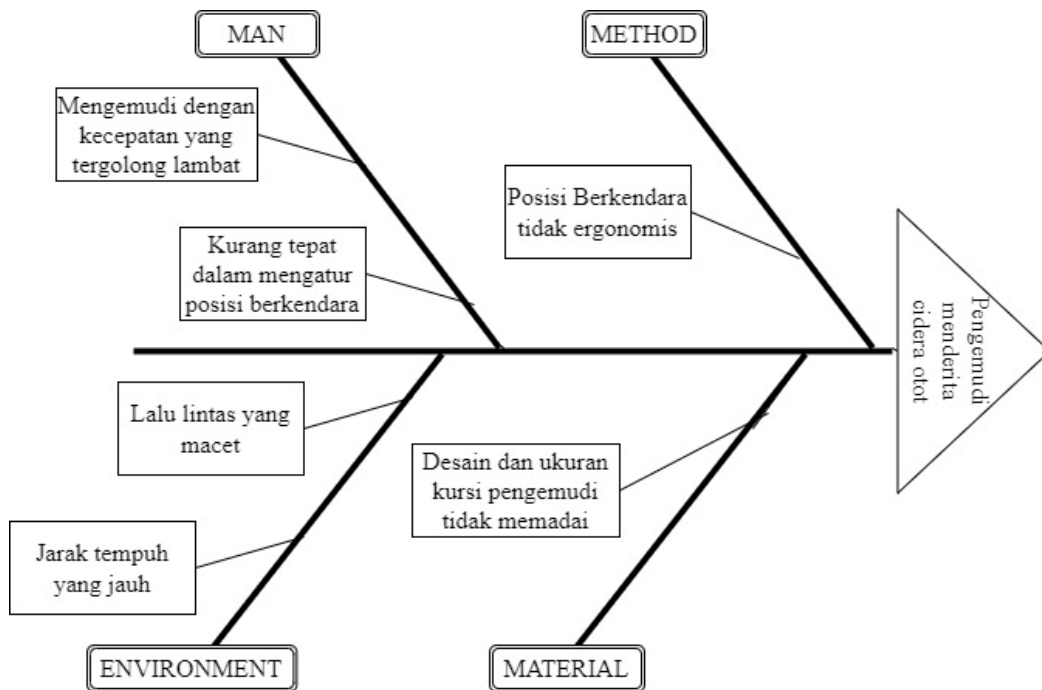 MAN
METHOD
Mengemudi dengan
kecepatan yang
tergolong lambat
Posisi Berkendara
tidak ergonomis
Kurang tepat
dalam mengatur
posisi berkendara
Pengemudi
menderita
cidera otot
Lalu lintas yang
macet
Desain dan ukuran
kursi pengemudi
tidak memadai
Jarak tempuh
yang jauh
ENVIRONMENT
MATERIAL